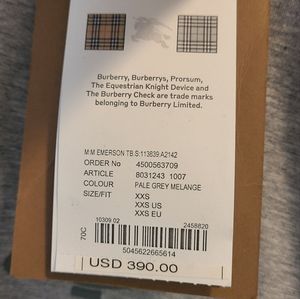 Burberry, Burberrys, Prorsum,
The Equestrian Knight Device and
The Burberry Check are trade marks
belonging to Burberry Limited.
M:M EMERSON TB S:113839:A2142
ORDER No 4500563709
ARTICLE 8031243 1007
COLOUR PALE GREY MELANGE
SIZE/FIT XXS
XXS US
XXS EU
10309 02 2458820
70C
5045622665614
USD 390.00